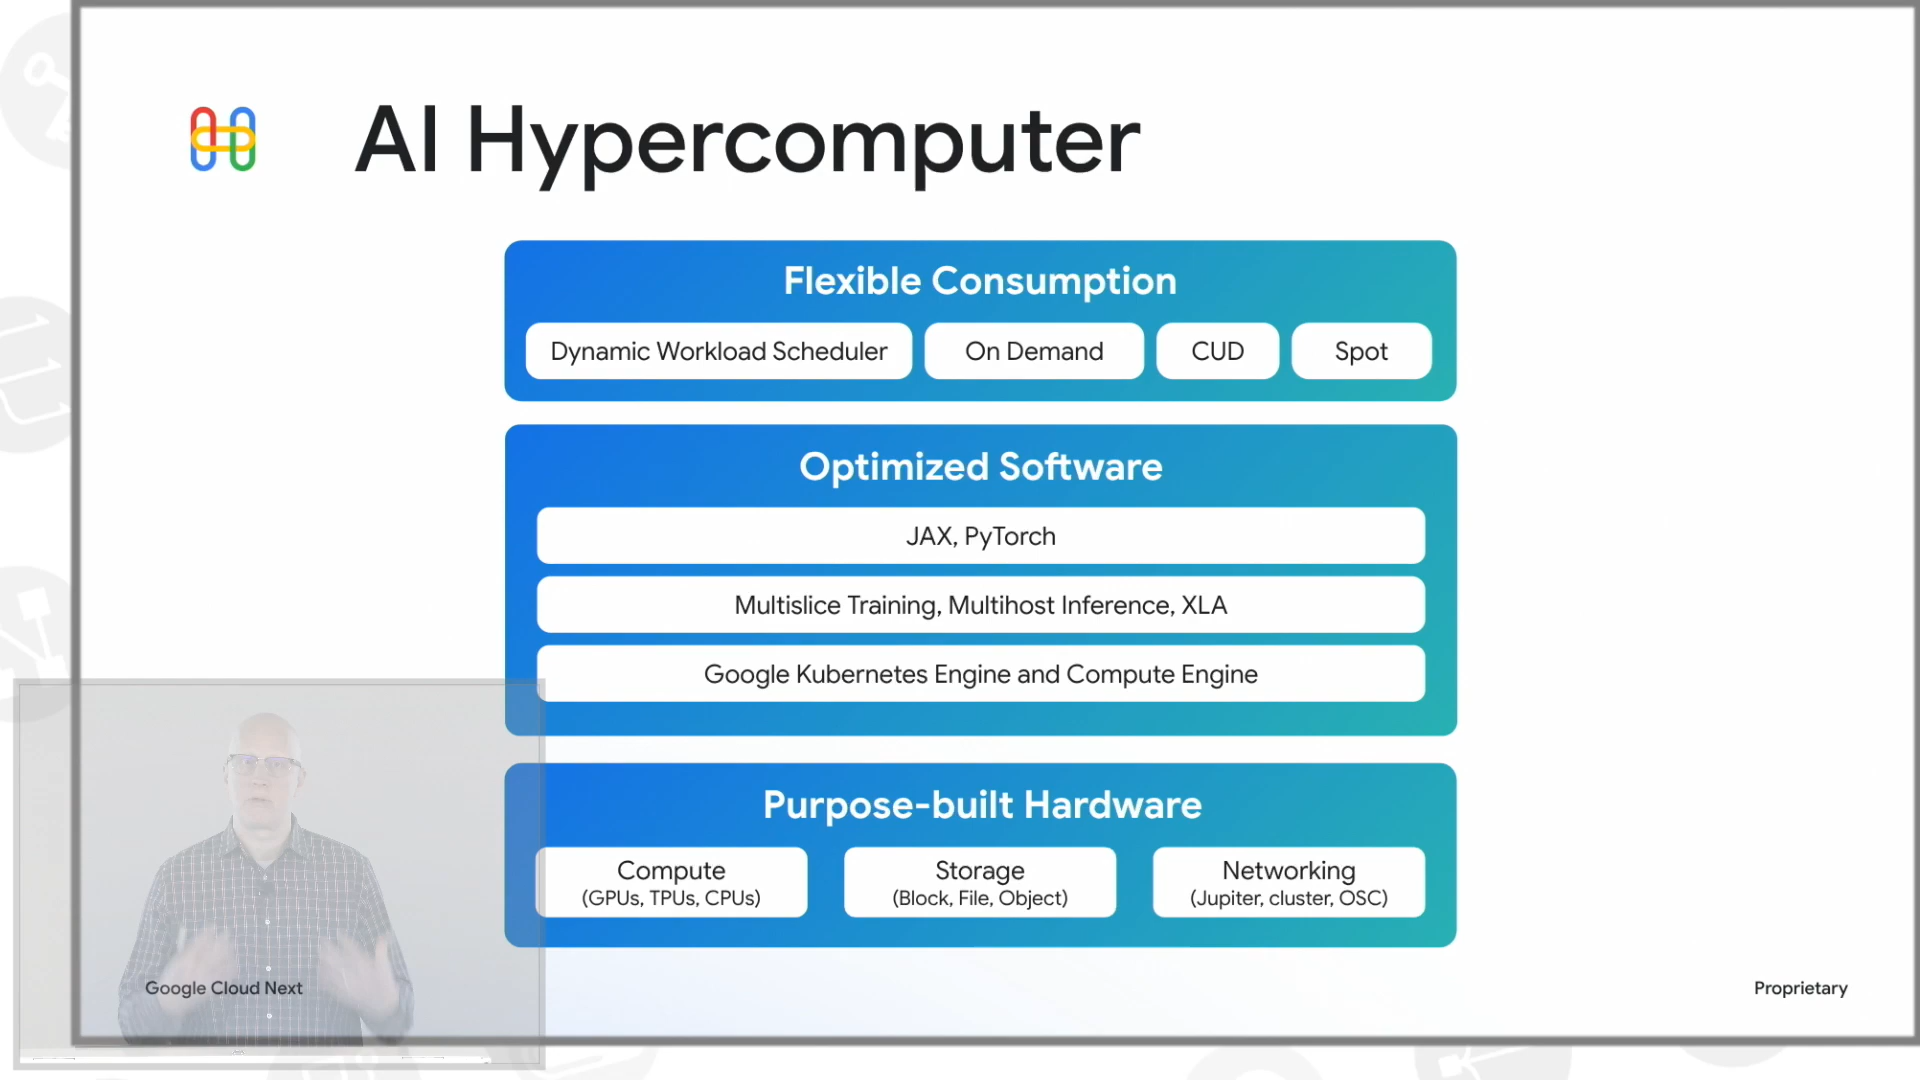 AI Hypercomputer
Flexible Consumption
Dynamic Workload Scheduler
On Demand
CUD
Spot
Optimized Software
JAX, PyTorch
Multislice Training, Multihost Inference, XLA
Google Kubernetes Engine and Compute Engine
Purpose-built Hardware
Compute
(GPUs, TPUs, CPUs)
Storage
(Block, File, Object)
Networking
(Jupiter, cluster, OSC)
Google Cloud Next
Proprietary